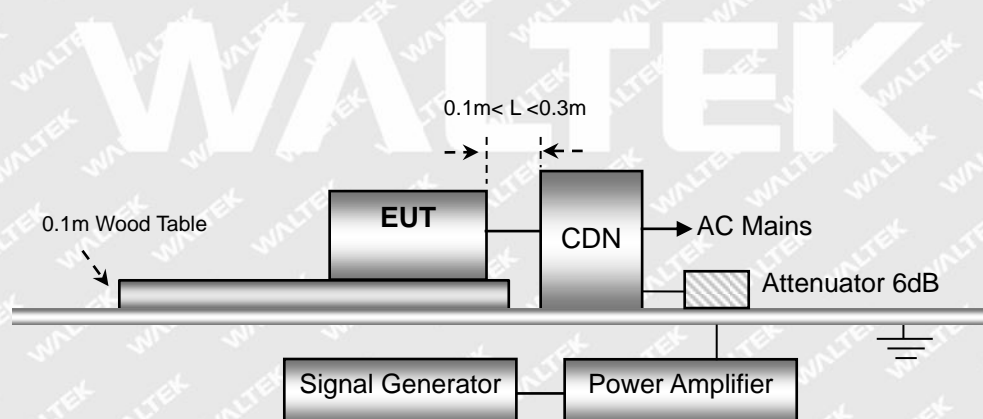 WALTEK
0.1m< L <0.3m
EUT
0.1m Wood Table
CDN
AC Mains
Attenuator 6dB
Signal Generator
Power Amplifier